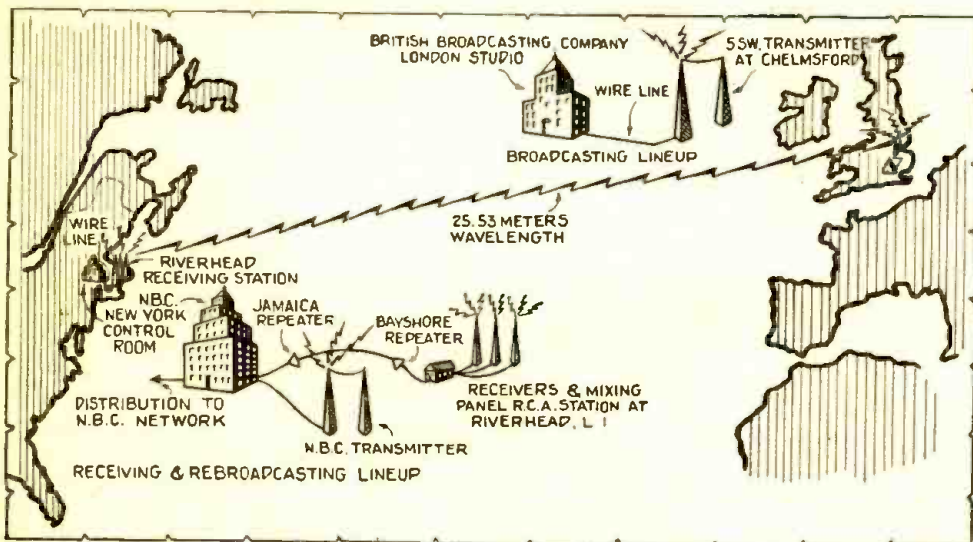 BRITISH BROADCASTING COMPANY
LONDON STUDIO
5SW. TRANSMITTER
AT CHELMSFORD
WIRE LINE
BROADCASTING LINEUP
25.53 METERS
WAVELENGTH
WIRE
LINE
RIVERHEAD
RECEIVING STATION
N.B.C.
NEW YORK
CONTROL
ROOM
JAMAICA
REPEATER
BAYSHORE
REPEATER
RECEIVERS & MIXING
PANEL R.C.A. STATION AT
RIVERHEAD, L I
DISTRIBUTION TO
N.B.C. NETWORK
N.B.C. TRANSMITTER
RECEIVING & REBROADCASTING LINEUP